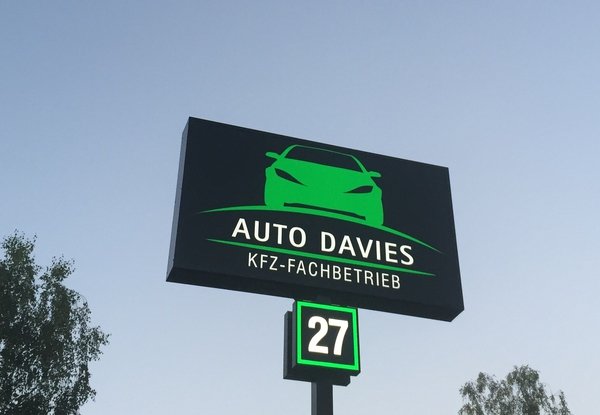 AUTO DAVIES
KFZ-FACHBETRIEB
27